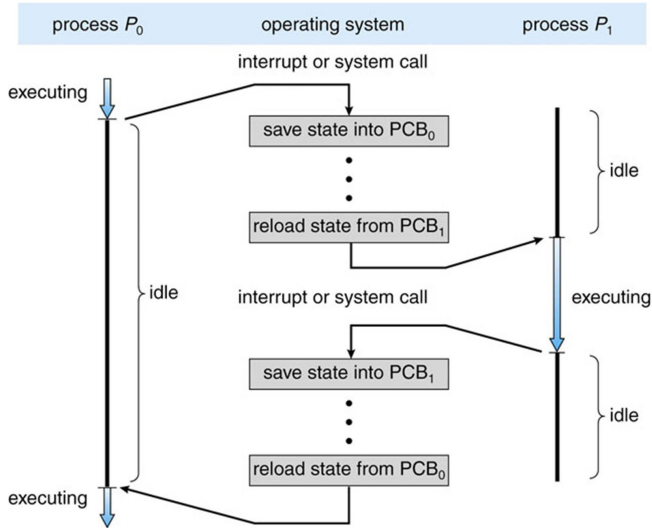 process P₀ operating system process P₁
interrupt or system call
executing
save state into PCB₀
idle
reload state from PCB₁
idle
interrupt or system call
executing
save state into PCB₁
idle
reload state from PCB₀
executing